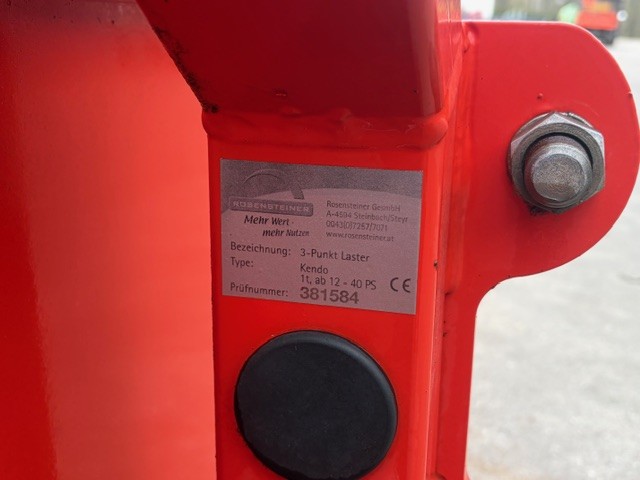 ROSENSTEINER
Mehr Wert -
mehr Nutzen
Rosensteiner GesmbH
A-4594 Steinbach/Steyr
0043(0)7257/7021
www.rosensteiner.at
Bezeichnung: 3-Punkt Laster
Type: Kendo
1t, ab 12 - 40 PS
Prüfnummer: 381584
CE